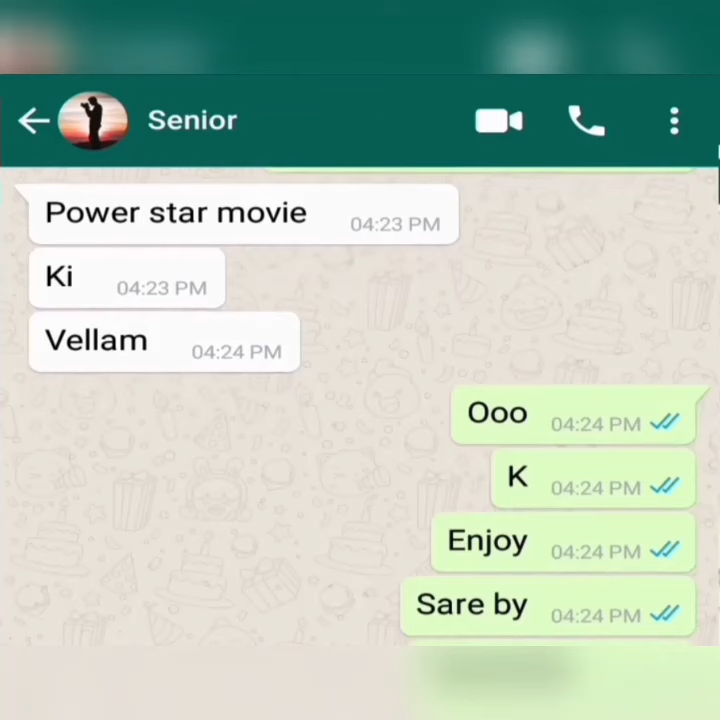 Senior
Power star movie 04:23 PM
Ki 04:23 PM
Vellam 04:24 PM
Ooo 04:24 PM
K 04:24 PM
Enjoy 04:24 PM
Sare by 04:24 PM